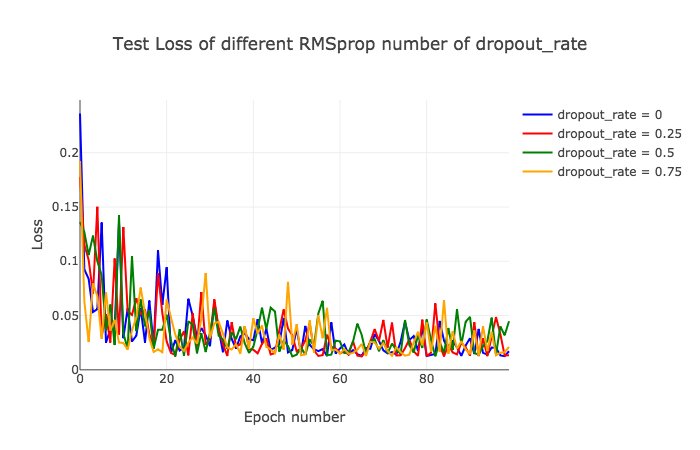 Test Loss of different RMSprop number of dropout_rate
dropout_rate = 0
dropout_rate = 0.25
dropout_rate = 0.5
dropout_rate = 0.75
Loss
0.2
0.15
0.1
0.05
0
0 20 40 60 80
Epoch number